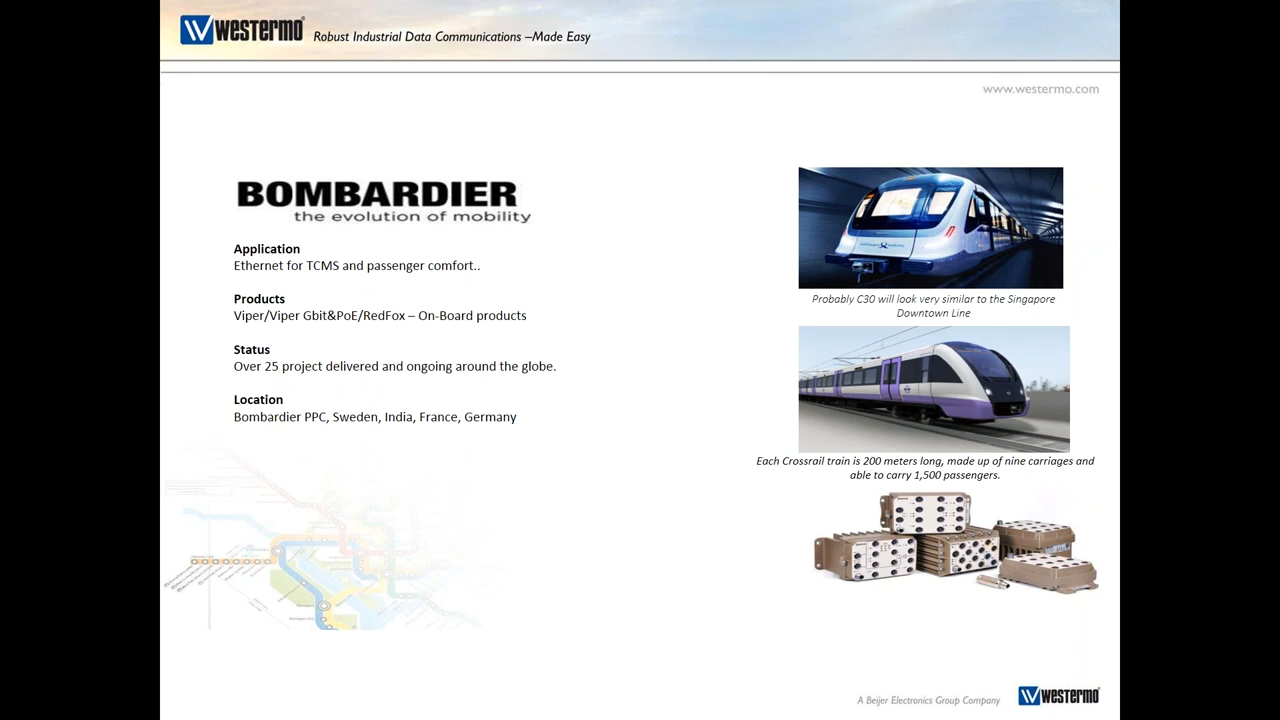 westermo
Robust Industrial Data Communications –Made Easy
www.westermo.com
BOMBARDIER
the evolution of mobility
Application
Ethernet for TCMS and passenger comfort..
Products
Viper/Viper Gbit&PoE/RedFox – On-Board products
Status
Over 25 project delivered and ongoing around the globe.
Location
Bombardier PPC, Sweden, India, France, Germany
Probably C30 will look very similar to the Singapore
Downtown Line
Each Crossrail train is 200 meters long, made up of nine carriages and
able to carry 1,500 passengers.
A Beijer Electronics Group Company
westermo